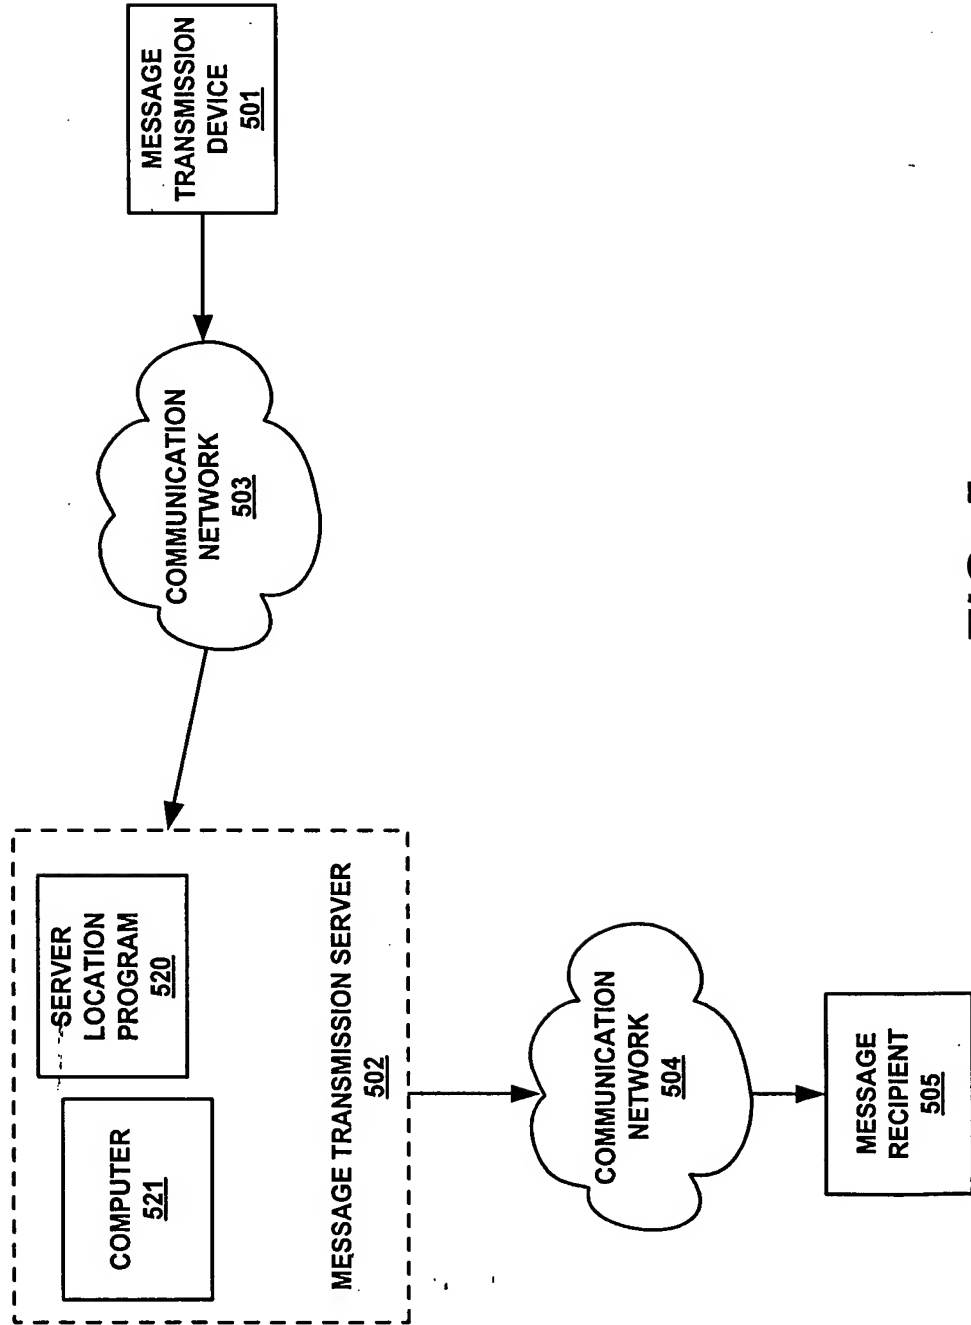 COMPUTER
521
SERVER
LOCATION
PROGRAM
520
MESSAGE TRANSMISSION SERVER
502
COMMUNICATION
NETWORK
503
MESSAGE
TRANSMISSION
DEVICE
501
COMMUNICATION
NETWORK
504
MESSAGE
RECIPIENT
505